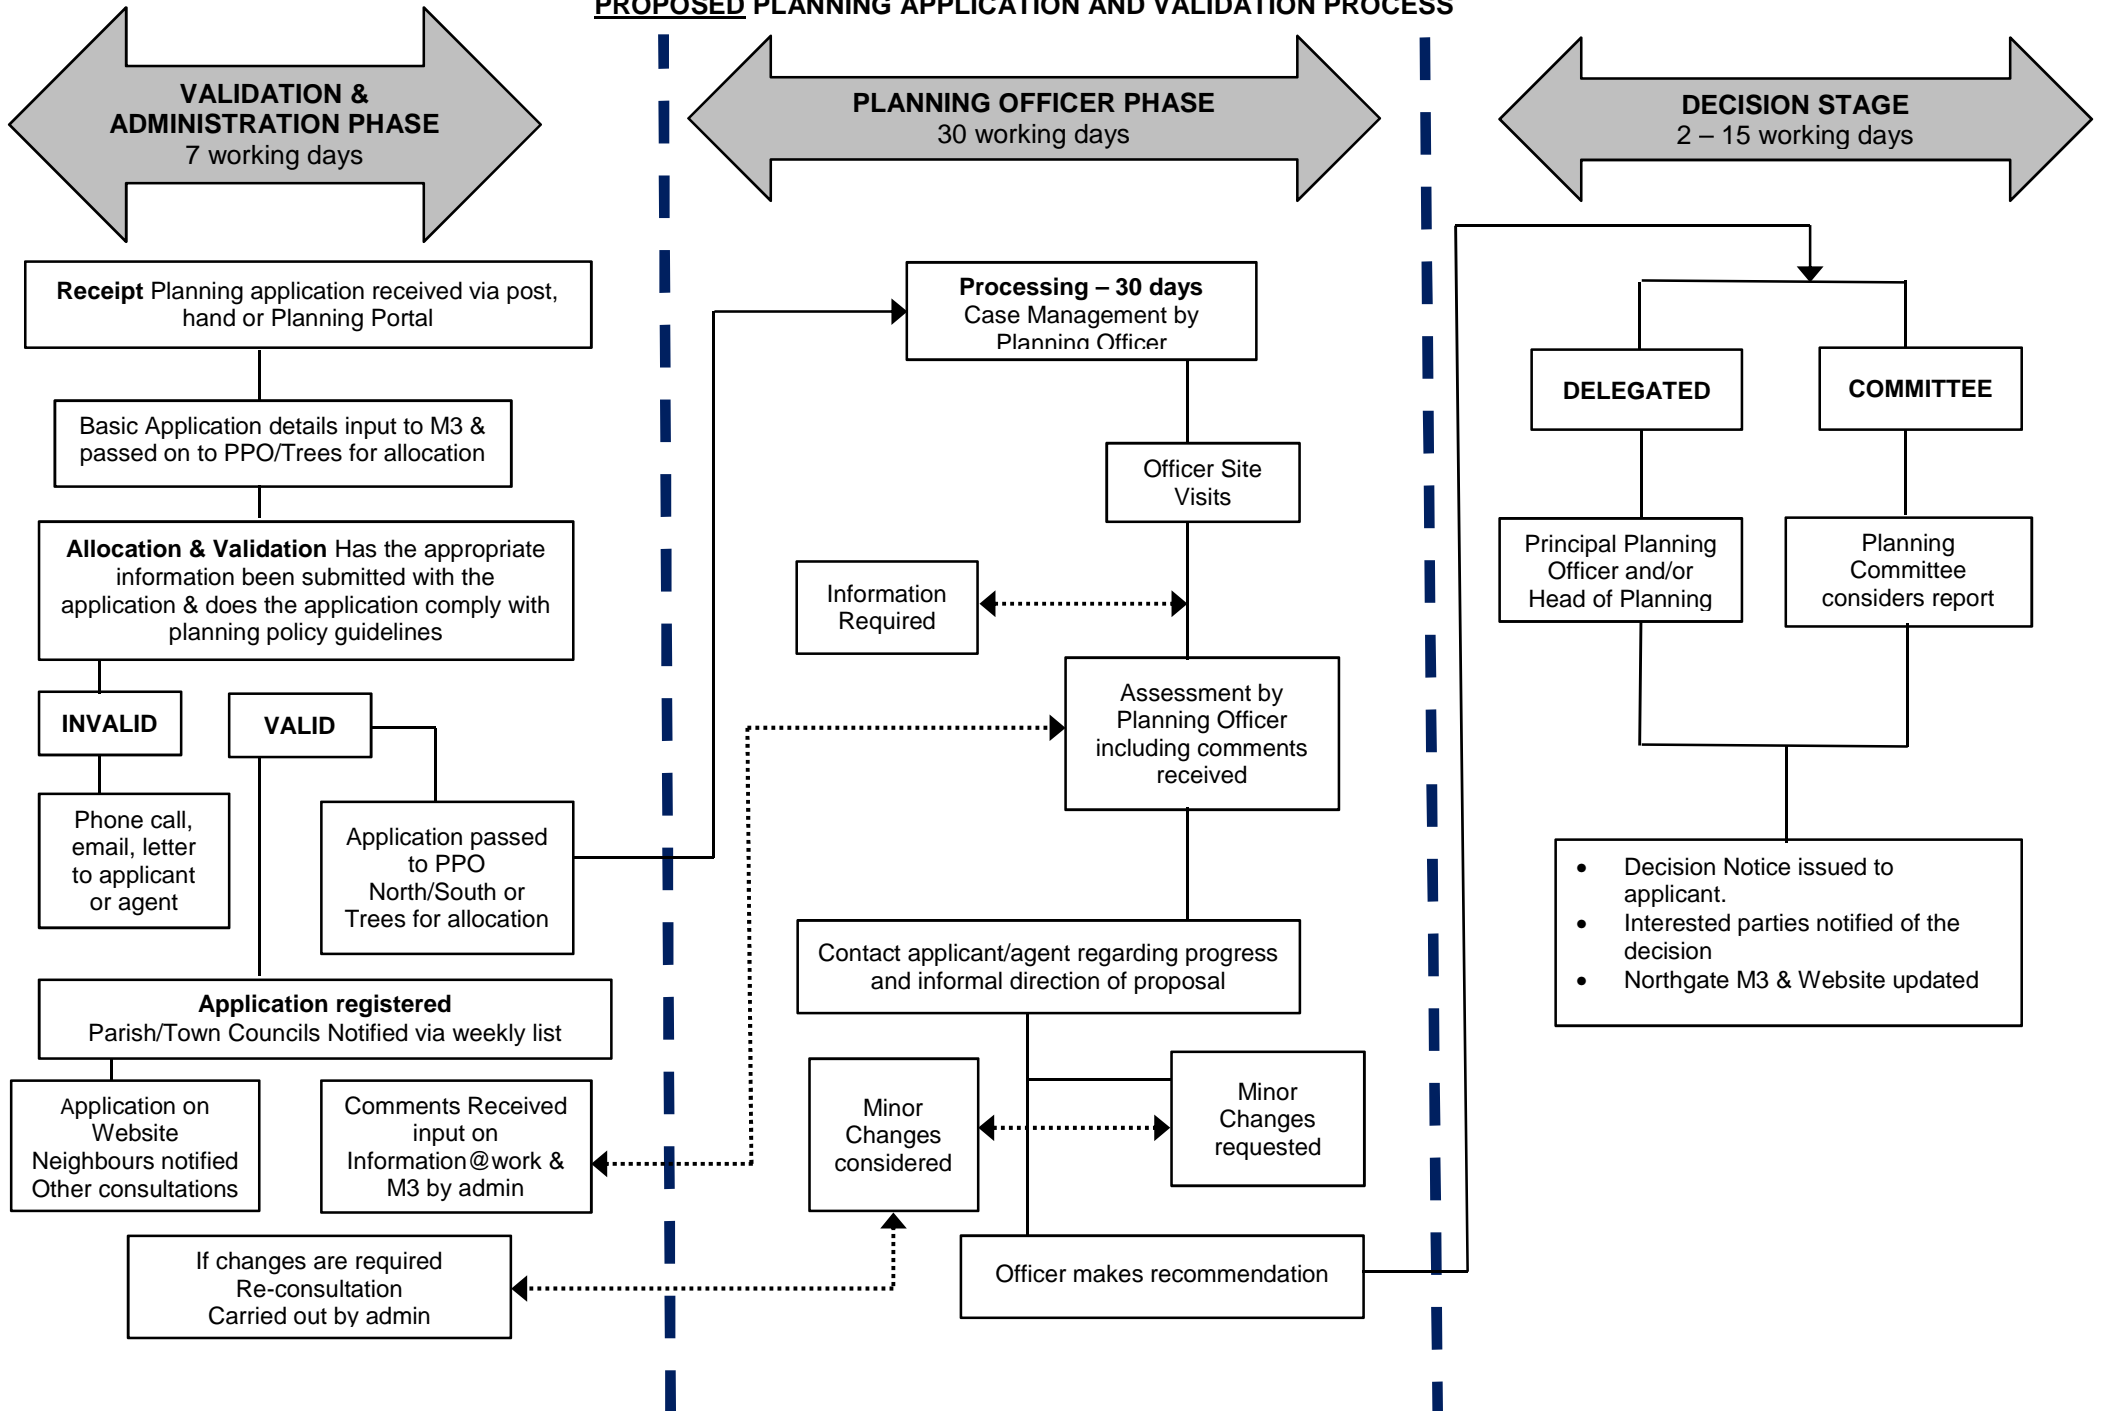 PROPOSED PLANNING APPLICATION AND VALIDATION PROCESS
VALIDATION &
ADMINISTRATION PHASE
7 working days
PLANNING OFFICER PHASE
30 working days
DECISION STAGE
2 – 15 working days
Receipt Planning application received via post,
hand or Planning Portal
Basic Application details input to M3 &
passed on to PPO/Trees for allocation
Allocation & Validation Has the appropriate
information been submitted with the
application & does the application comply with
planning policy guidelines
INVALID
VALID
Phone call,
email, letter
to applicant
or agent
Application passed
to PPO
North/South or
Trees for allocation
Application registered
Parish/Town Councils Notified via weekly list
Application on
Website
Neighbours notified
Other consultations
Comments Received
input on
Information@work &
M3 by admin
If changes are required
Re-consultation
Carried out by admin
Processing – 30 days
Case Management by
Planning Officer
Officer Site
Visits
Information
Required
Assessment by
Planning Officer
including comments
received
Contact applicant/agent regarding progress
and informal direction of proposal
Minor
Changes
considered
Minor
Changes
requested
Officer makes recommendation
DELEGATED
COMMITTEE
Principal Planning
Officer and/or
Head of Planning
Planning
Committee
considers report
• Decision Notice issued to
applicant.
• Interested parties notified of the
decision
• Northgate M3 & Website updated